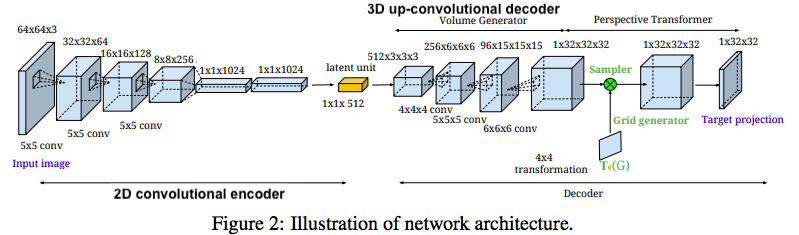 3D up-convolutional decoder
Volume Generator
Perspective Transformer
64x64x3
32x32x64
16x16x128
8x8x256
1x1x1024
1x1x1024
latent unit
512x3x3x3
256x6x6x6
96x15x15x15
1x32x32x32
1x32x32x32
1x32x32
Sampler
1x1x 512
4x4x4 conv
5x5x5 conv
6x6x6 conv
Grid generator
Target projection
5x5 conv
5x5 conv
5x5 conv
Input image
4x4
transformation
Tθ(G)
2D convolutional encoder
Decoder
Figure 2: Illustration of network architecture.